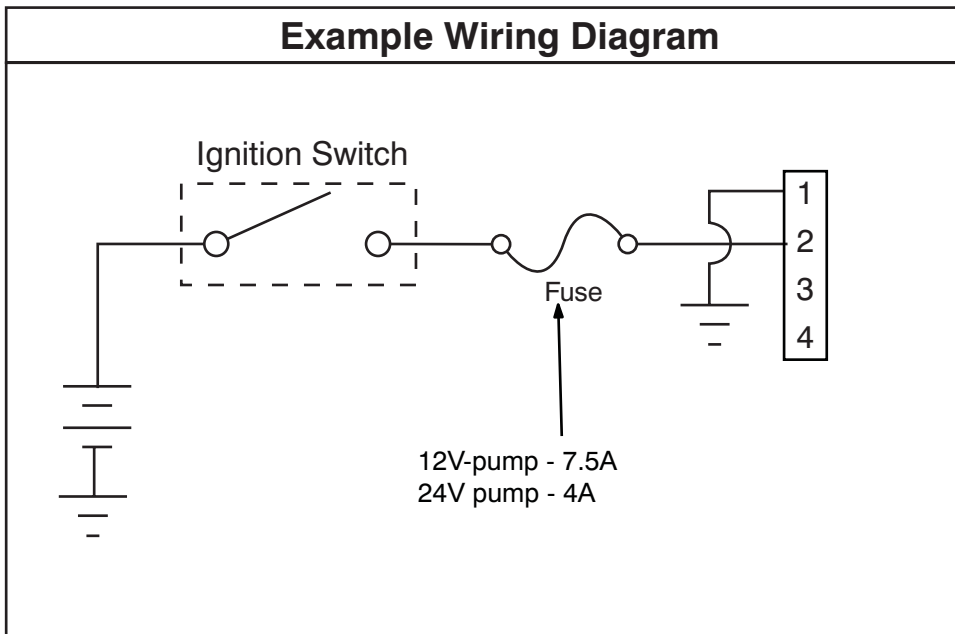 Example Wiring Diagram
Ignition Switch
1
2
3
4
Fuse
12V-pump - 7.5A
24V pump - 4A